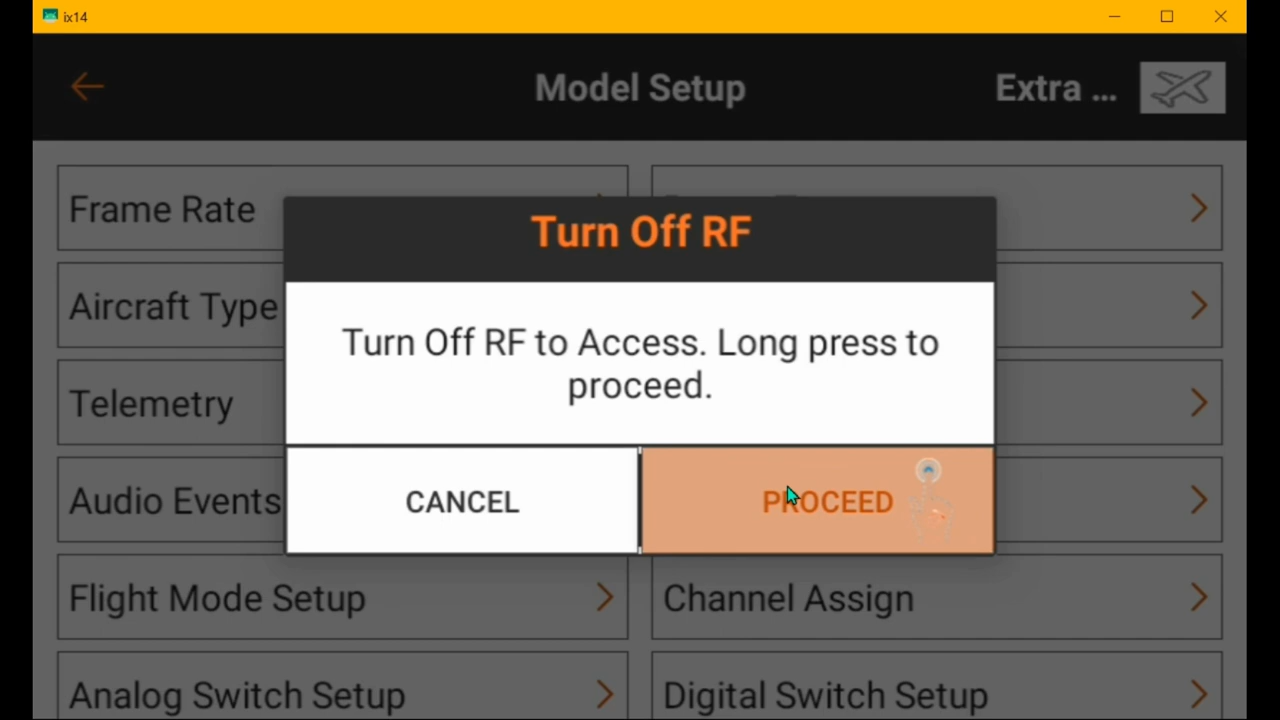 ix14
Model Setup
Extra ...
Frame Rate
Turn Off RF
Aircraft Type
Turn Off RF to Access. Long press to
proceed.
Telemetry
Audio Events
CANCEL
PROCEED
Flight Mode Setup
Channel Assign
Analog Switch Setup
Digital Switch Setup